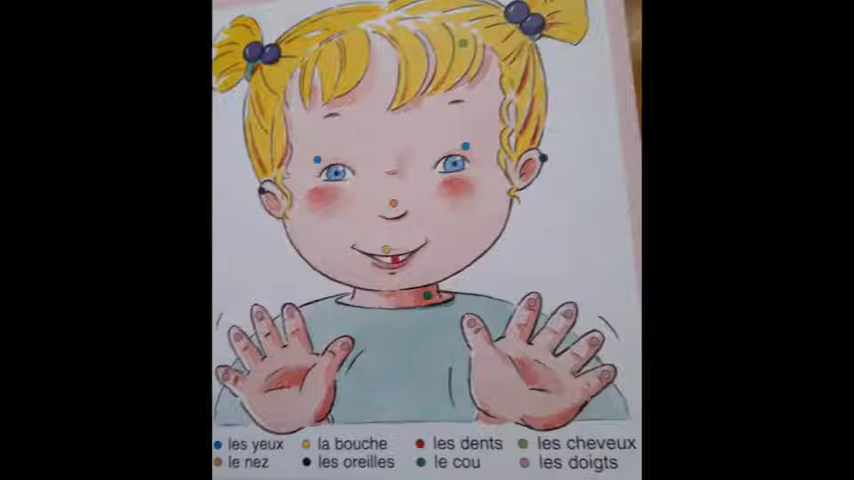 les yeux la bouche les dents les cheveux
le nez les oreilles le cou les doigts